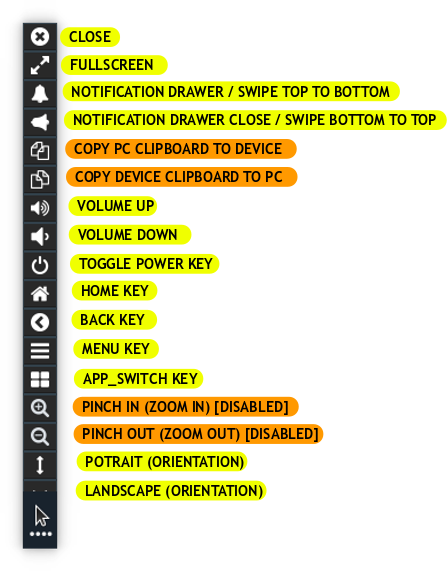 CLOSE
FULLSCREEN
NOTIFICATION DRAWER / SWIPE TOP TO BOTTOM
NOTIFICATION DRAWER CLOSE / SWIPE BOTTOM TO TOP
COPY PC CLIPBOARD TO DEVICE
COPY DEVICE CLIPBOARD TO PC
VOLUME UP
VOLUME DOWN
TOGGLE POWER KEY
HOME KEY
BACK KEY
MENU KEY
APP_SWITCH KEY
PINCH IN (ZOOM IN) [DISABLED]
PINCH OUT (ZOOM OUT) [DISABLED]
POTRAIT (ORIENTATION)
LANDSCAPE (ORIENTATION)